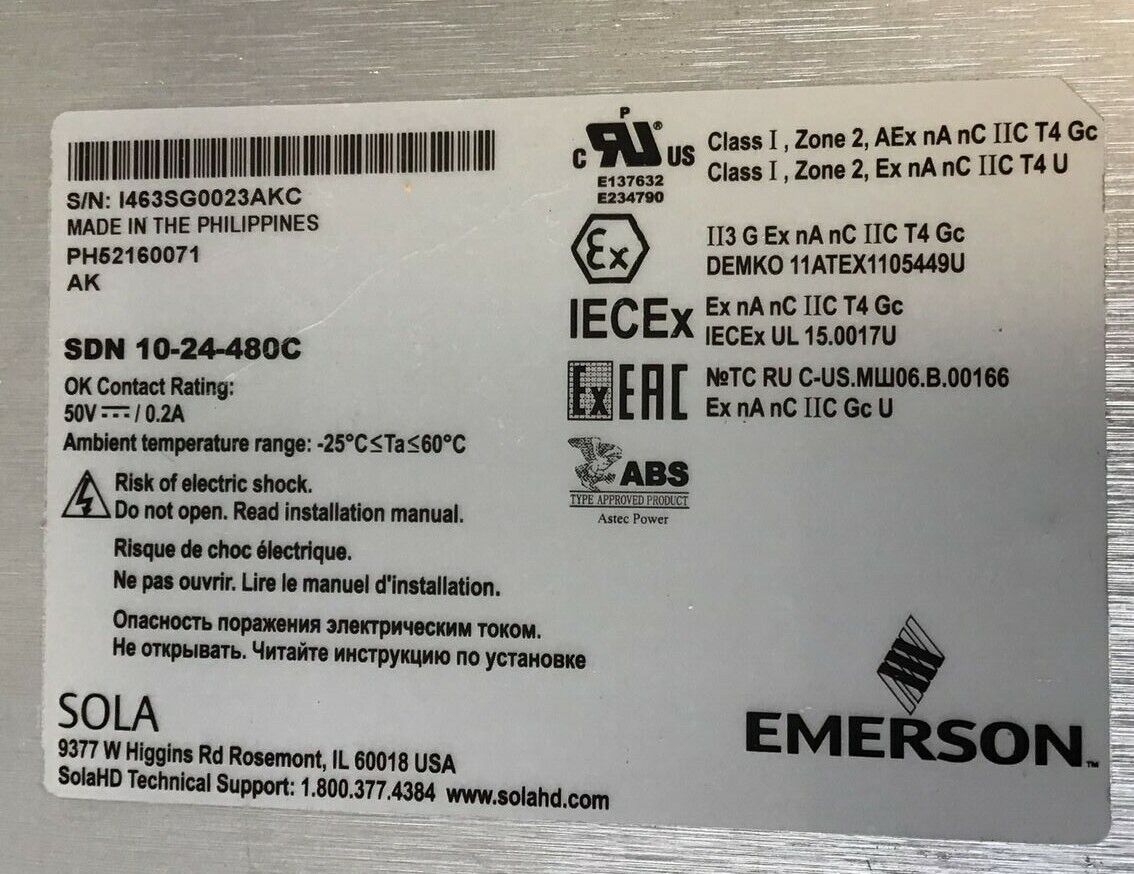 S/N: I463SG0023AKC
MADE IN THE PHILIPPINES
PH52160071
AK
SDN 10-24-480C
OK Contact Rating:
50V ⎓ / 0.2A
Ambient temperature range: -25°C≤Ta≤60°C
Risk of electric shock.
Do not open. Read installation manual.
Risque de choc électrique.
Ne pas ouvrir. Lire le manuel d'installation.
Опасность поражения электрическим током.
Не открывать. Читайте инструкцию по установке
SOLA
9377 W Higgins Rd Rosemont, IL 60018 USA
SolaHD Technical Support: 1.800.377.4384 www.solahd.com
P
C RU® US
E137632
E234790
Class I , Zone 2, AEx nA nC IIC T4 Gc
Class I , Zone 2, Ex nA nC IIC T4 U
Ex
II3 G Ex nA nC IIC T4 Gc
DEMKO 11ATEX1105449U
IECEx
Ex nA nC IIC T4 Gc
IECEx UL 15.0017U
Ex EAC
№TC RU C-US.МШ06.B.00166
Ex nA nC IIC Gc U
ABS
TYPE APPROVED PRODUCT
Astec Power
EMERSON™